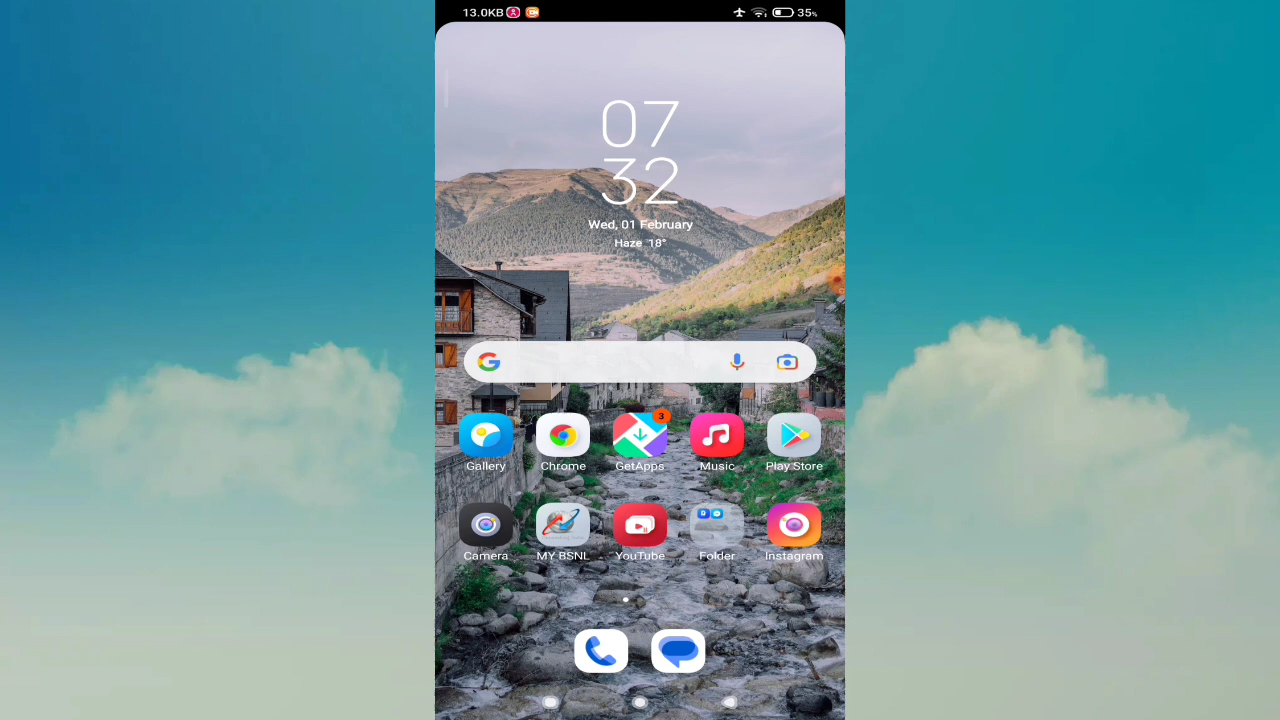 13.0KB 35%
07
32
Wed, 01 February
Haze 18°
3
Gallery Chrome GetApps Music Play Store
Camera MY BSNL YouTube Folder Instagram